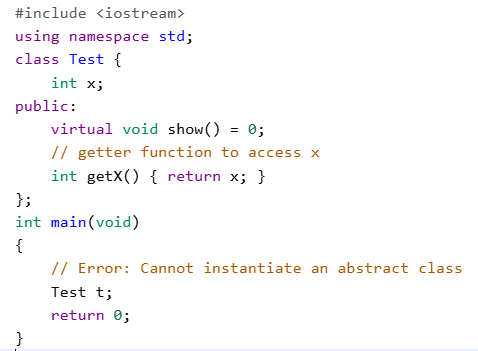 #include <iostream>
using namespace std;
class Test {
    int x;
public:
    virtual void show() = 0;
    // getter function to access x
    int getX() { return x; }
};
int main(void)
{
    // Error: Cannot instantiate an abstract class
    Test t;
    return 0;
}